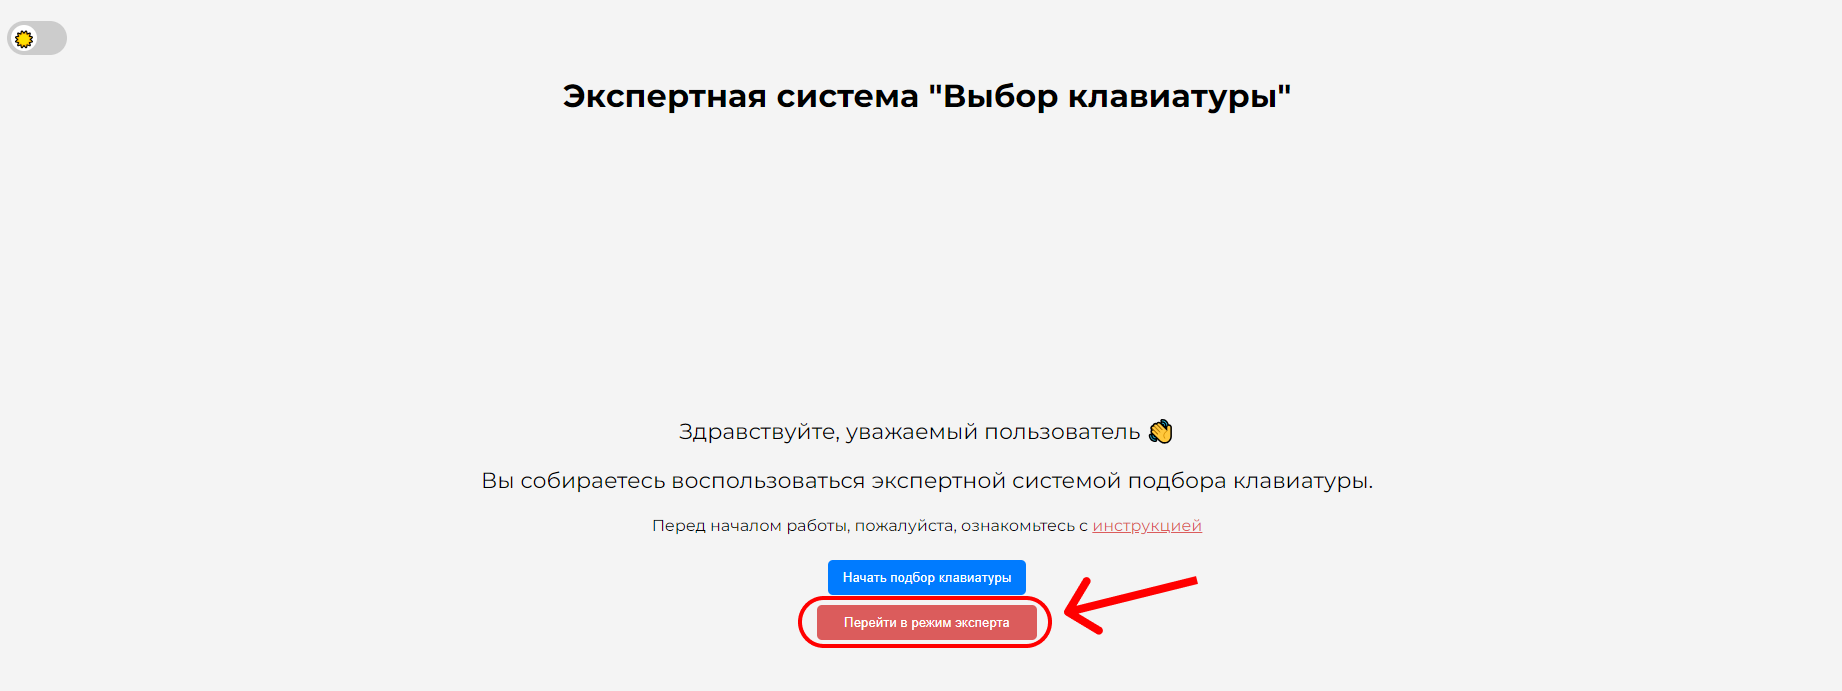 Экспертная система "Выбор клавиатуры"
Здравствуйте, уважаемый пользователь 👏
Вы собираетесь воспользоваться экспертной системой подбора клавиатуры.
Перед началом работы, пожалуйста, ознакомьтесь с инструкцией
Начать подбор клавиатуры
Перейти в режим эксперта